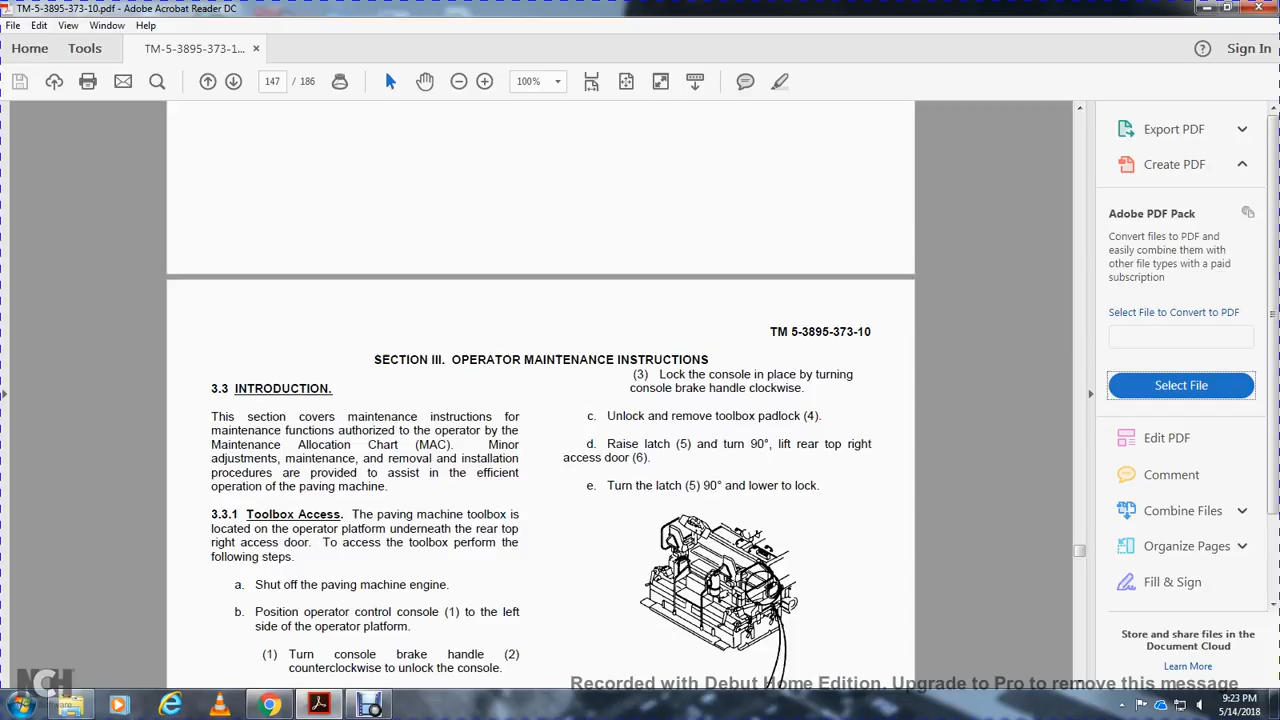 TM-5-3895-373-10.pdf - Adobe Acrobat Reader DC
File Edit View Window Help
Home Tools TM-5-3895-373-1... × Sign In
147 / 186 100%
TM 5-3895-373-10
SECTION III. OPERATOR MAINTENANCE INSTRUCTIONS
3.3 INTRODUCTION.
This section covers maintenance instructions for
maintenance functions authorized to the operator by the
Maintenance Allocation Chart (MAC). Minor
adjustments, maintenance, and removal and installation
procedures are provided to assist in the efficient
operation of the paving machine.
3.3.1 Toolbox Access. The paving machine toolbox is
located on the operator platform underneath the rear top
right access door. To access the toolbox perform the
following steps.
a. Shut off the paving machine engine.
b. Position operator control console (1) to the left
side of the operator platform.
(1) Turn console brake handle (2)
counterclockwise to unlock the console.
(3) Lock the console in place by turning
console brake handle clockwise.
c. Unlock and remove toolbox padlock (4).
d. Raise latch (5) and turn 90°, lift rear top right
access door (6).
e. Turn the latch (5) 90° and lower to lock.
Export PDF
Create PDF
Adobe PDF Pack
Convert files to PDF and
easily combine them with
other file types with a paid
subscription
Select File to Convert to PDF
Select File
Edit PDF
Comment
Combine Files
Organize Pages
Fill & Sign
Store and share files in the
Document Cloud
Learn More
NCH
Recorded with Debut Home Edition. Upgrade to Pro to remove this message
9:23 PM
5/14/2018